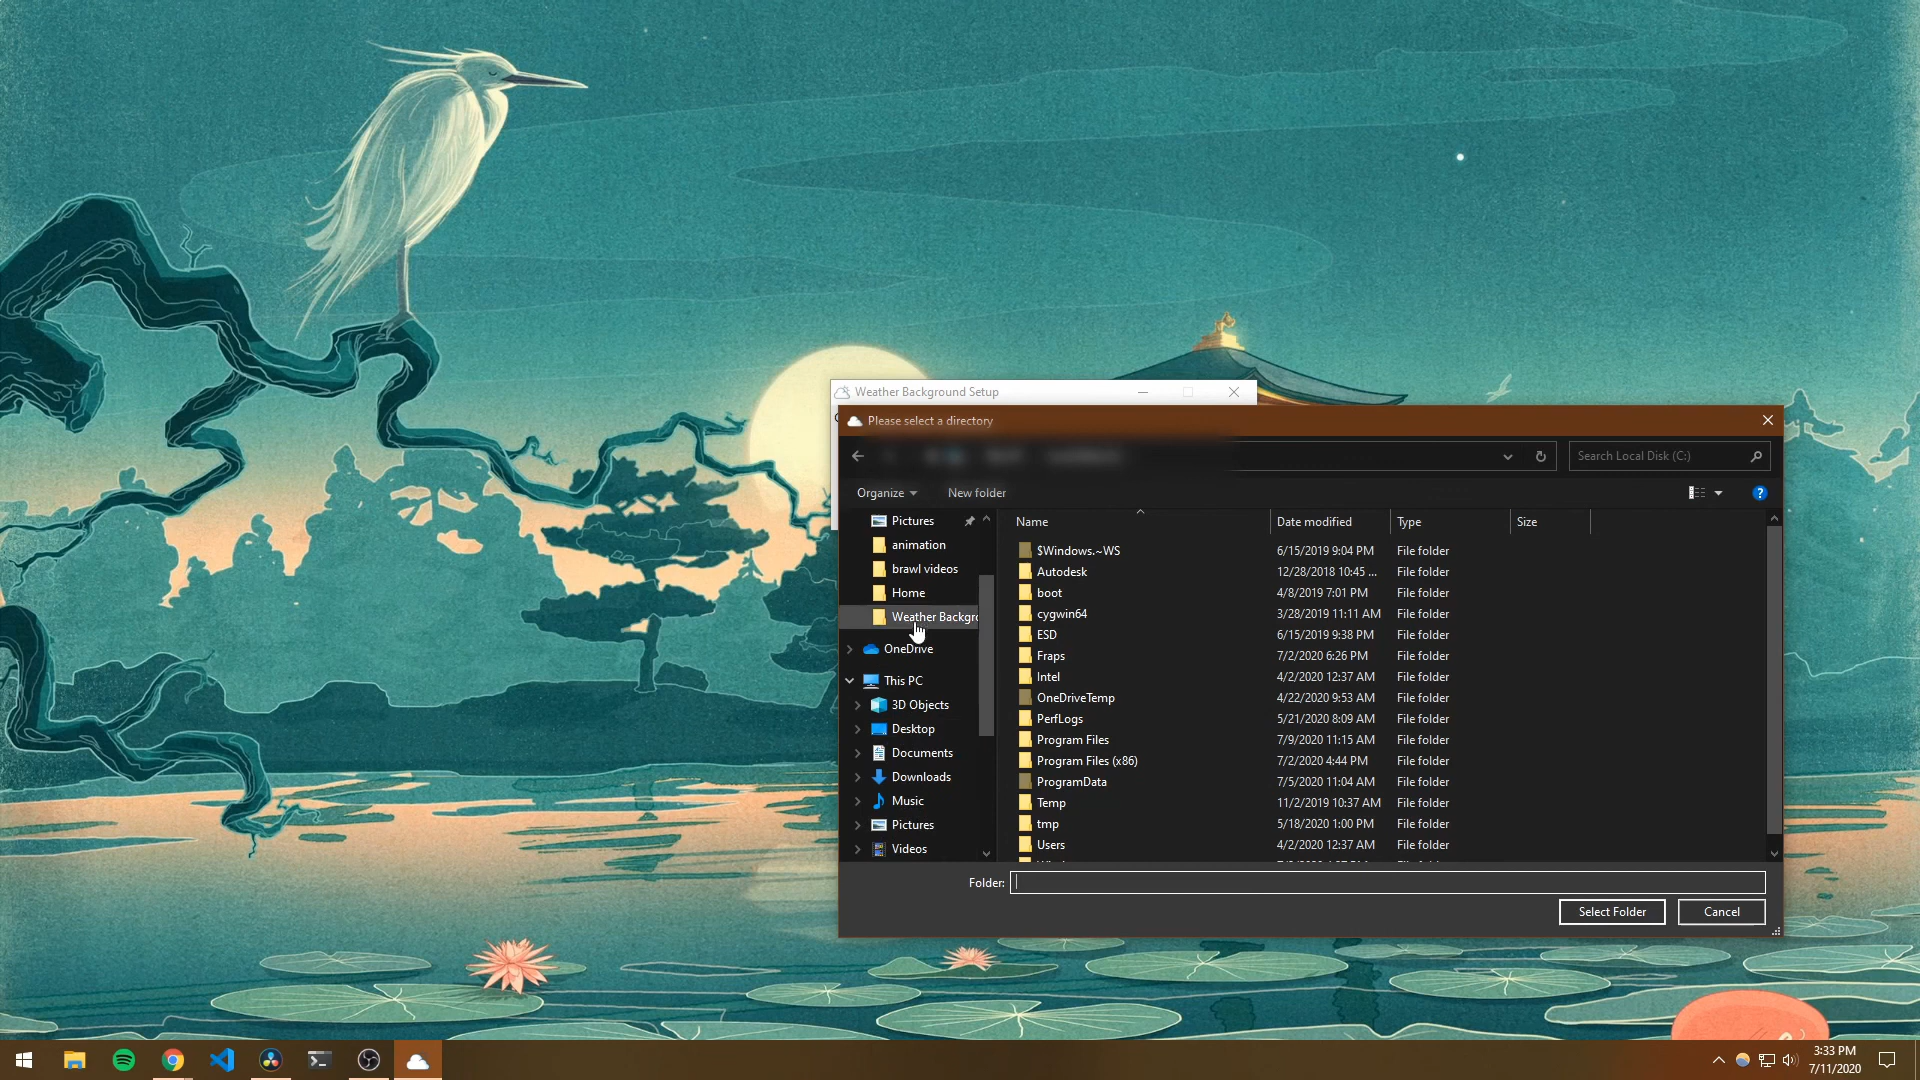 Weather Background Setup
Please select a directory
Search Local Disk (C:)
Organize
New folder
Pictures
animation
brawl videos
Home
Weather Backgro
OneDrive
This PC
3D Objects
Desktop
Documents
Downloads
Music
Pictures
Videos
Name Date modified Type Size
$Windows.~WS 6/15/2019 9:04 PM File folder
Autodesk 12/28/2018 10:45 ... File folder
boot 4/8/2019 7:01 PM File folder
cygwin64 3/28/2019 11:11 AM File folder
ESD 6/15/2019 9:38 PM File folder
Fraps 7/2/2020 6:26 PM File folder
Intel 4/2/2020 12:37 AM File folder
OneDriveTemp 4/22/2020 9:53 AM File folder
PerfLogs 5/21/2020 8:09 AM File folder
Program Files 7/9/2020 11:15 AM File folder
Program Files (x86) 7/2/2020 4:44 PM File folder
ProgramData 7/5/2020 11:04 AM File folder
Temp 11/2/2019 10:37 AM File folder
tmp 5/18/2020 1:00 PM File folder
Users 4/2/2020 12:37 AM File folder
Folder:
Select Folder
Cancel
3:33 PM
7/11/2020